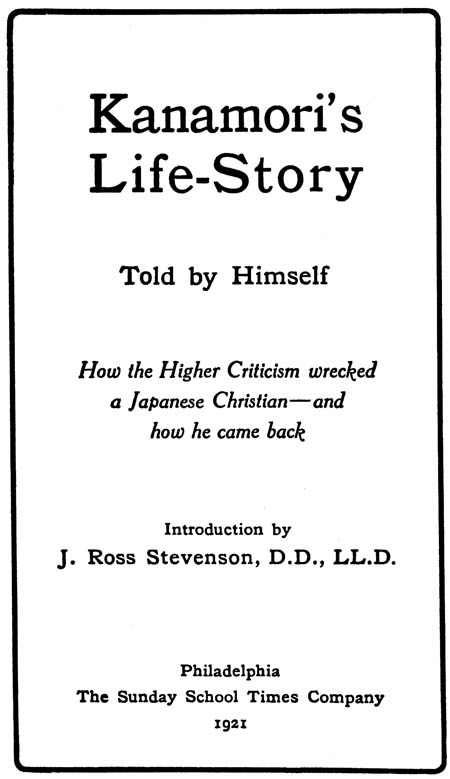 Kanamori's
Life-Story
Told by Himself
How the Higher Criticism wrecked
a Japanese Christian—and
how he came back
Introduction by
J. Ross Stevenson, D.D., LL.D.
Philadelphia
The Sunday School Times Company
1921